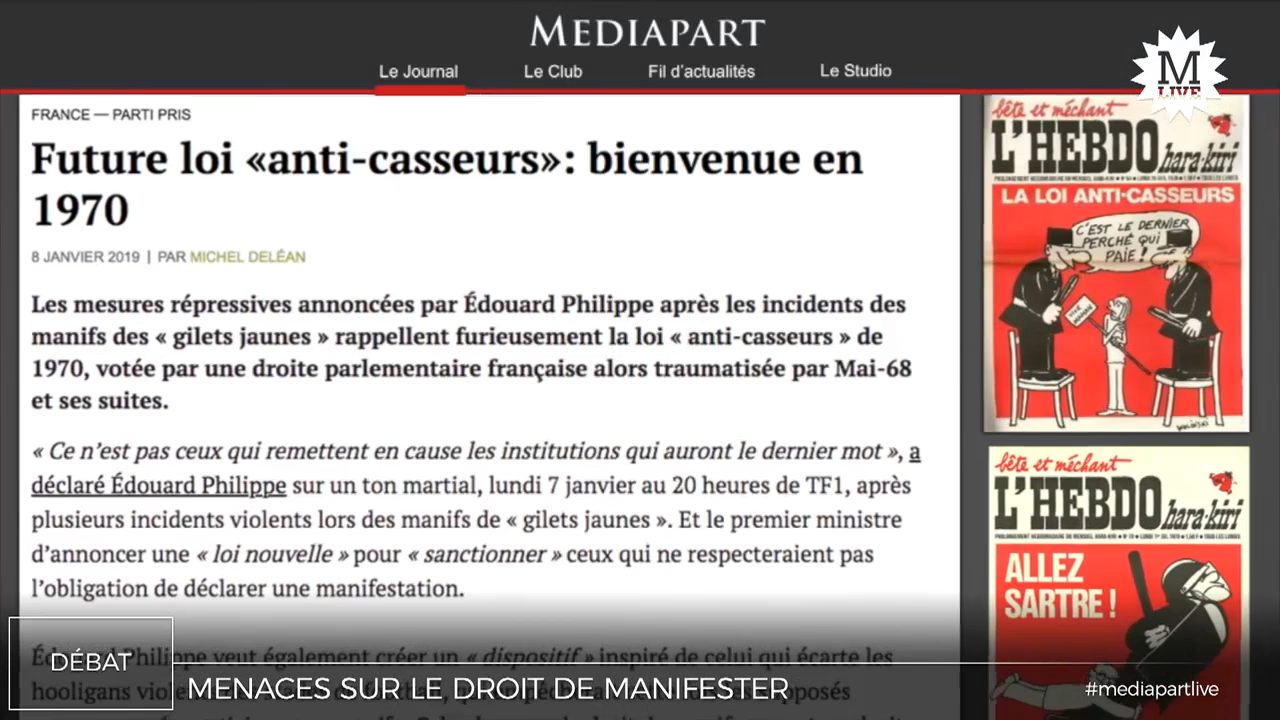 MEDIAPART
Le Journal
Le Club
Fil d’actualités
Le Studio
M
LIVE
FRANCE — PARTI PRIS
Future loi «anti-casseurs»: bienvenue en
1970
8 JANVIER 2019 | PAR MICHEL DELÉAN
Les mesures répressives annoncées par Édouard Philippe après les incidents des
manifs des « gilets jaunes » rappellent furieusement la loi « anti-casseurs » de
1970, votée par une droite parlementaire française alors traumatisée par Mai-68
et ses suites.
« Ce n’est pas ceux qui remettent en cause les institutions qui auront le dernier mot », a
déclaré Édouard Philippe sur un ton martial, lundi 7 janvier au 20 heures de TF1, après
plusieurs incidents violents lors des manifs de « gilets jaunes ». Et le premier ministre
d’annoncer une « loi nouvelle » pour « sanctionner » ceux qui ne respecteraient pas
l’obligation de déclarer une manifestation.
Édouard Philippe veut également créer un « dispositif » inspiré de celui qui écarte les
hooligans
bête et méchant
L'HEBDO hara-kiri
LA LOI ANTI-CASSEURS
C'EST LE DERNIER
PERCHÉ QUI
PAIE !
bête et méchant
L'HEBDO hara-kiri
ALLEZ
SARTRE !
DÉBAT
MENACES SUR LE DROIT DE MANIFESTER
#mediapartlive